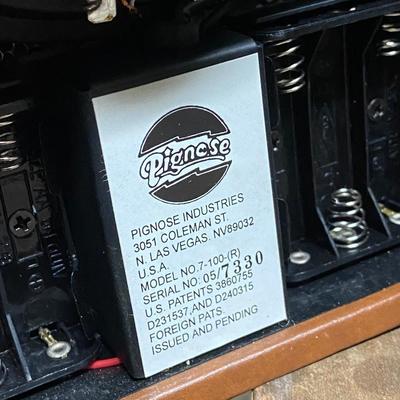 Pignose
PIGNOSE INDUSTRIES
3051 COLEMAN ST.
N. LAS VEGAS. NV89032
U.S.A.
MODEL NO.7-100-(R)
SERIAL NO: 05/7330
U.S. PATENTS 3860755
D231537,AND D240315
FOREIGN PATS.
ISSUED AND PENDING